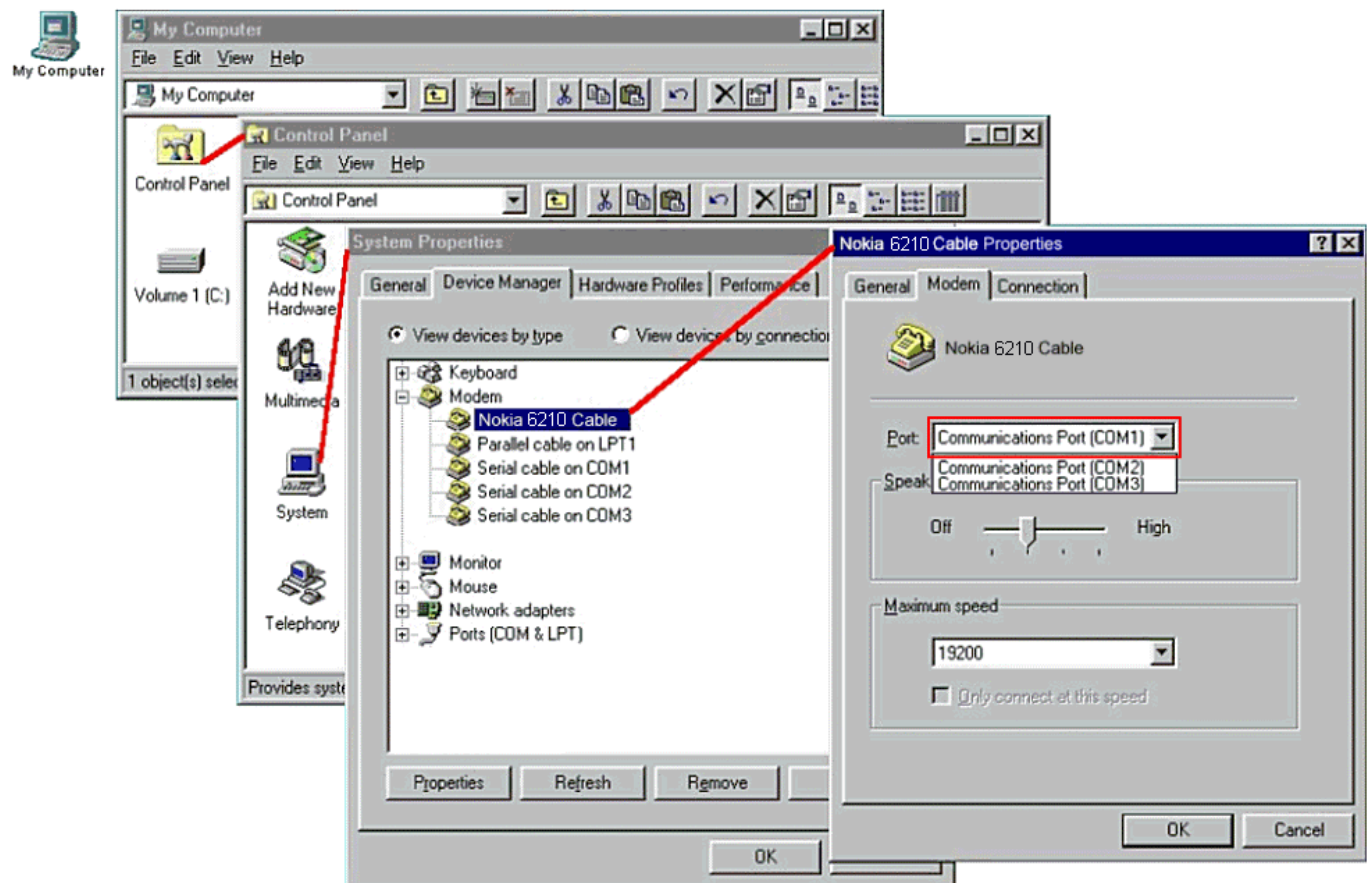 My Computer
My Computer
File Edit View Help
My Computer
Control Panel
Volume 1 (C:)
1 object(s) selec
Control Panel
File Edit View Help
Control Panel
Add New
Hardware
Multimedia
System
Telephony
Provides syste
System Properties
General Device Manager Hardware Profiles Performance
View devices by type View devices by connection
Keyboard
Modem
Nokia 6210 Cable
Parallel cable on LPT1
Serial cable on COM1
Serial cable on COM2
Serial cable on COM3
Monitor
Mouse
Network adapters
Ports (COM & LPT)
Properties Refresh Remove
OK
Nokia 6210 Cable Properties
General Modem Connection
Nokia 6210 Cable
Port: Communications Port (COM1)
Communications Port (COM2)
Speak Communications Port (COM3)
Off High
Maximum speed
19200
Only connect at this speed
OK Cancel